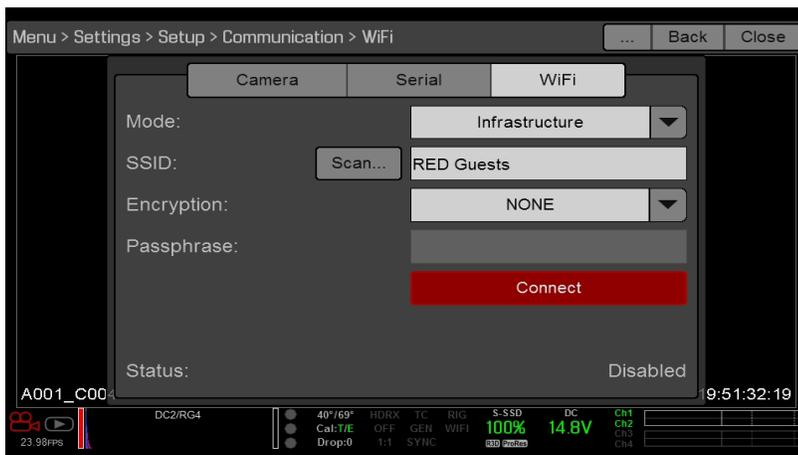 Menu > Settings > Setup > Communication > WiFi ... Back Close
Camera Serial WiFi
Mode: Infrastructure
SSID: Scan... RED Guests
Encryption: NONE
Passphrase:
Connect
Status: Disabled
A001_C004 19:51:32:19
DC2/RG4 40°/69° HDRX TC RIG S-SSD DC Ch1
Cal:T/E OFF GEN WIFI 100% 14.8V Ch2
23.98FPS Drop:0 1:1 SYNC R3D ProRes Ch3
Ch4